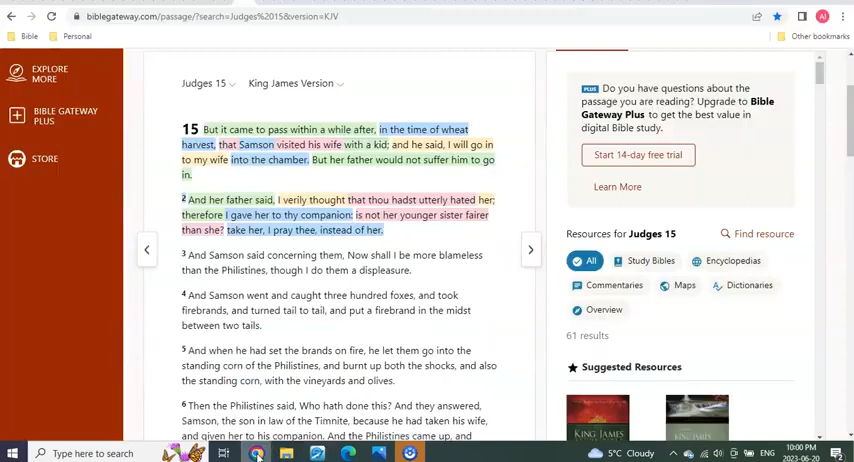 biblegateway.com/passage/?search=Judges%2015&version=KJV
AI
Bible
Personal
Other bookmarks
EXPLORE
MORE
BIBLE GATEWAY
PLUS
STORE
Judges 15
King James Version
15 But it came to pass within a while after, in the time of wheat
harvest, that Samson visited his wife with a kid; and he said, I will go in
to my wife into the chamber. But her father would not suffer him to go
in.
2 And her father said, I verily thought that thou hadst utterly hated her;
therefore I gave her to thy companion: is not her younger sister fairer
than she? take her, I pray thee, instead of her.
3 And Samson said concerning them, Now shall I be more blameless
than the Philistines, though I do them a displeasure.
4 And Samson went and caught three hundred foxes, and took
firebrands, and turned tail to tail, and put a firebrand in the midst
between two tails.
5 And when he had set the brands on fire, he let them go into the
standing corn of the Philistines, and burnt up both the shocks, and also
the standing corn, with the vineyards and olives.
6 Then the Philistines said, Who hath done this? And they answered,
Samson, the son in law of the Timnite, because he had taken his wife,
and given her to his companion. And the Philistines came up, and
PLUS Do you have questions about the
passage you are reading? Upgrade to Bible
Gateway Plus to get the best value in
digital Bible study.
Start 14-day free trial
Learn More
Resources for Judges 15
Find resource
All
Study Bibles
Encyclopedias
Commentaries
Maps
Dictionaries
Overview
61 results
Suggested Resources
KING JAMES
KING JAMES
Type here to search
5°C Cloudy
ENG
10:00 PM
2023-06-20
2